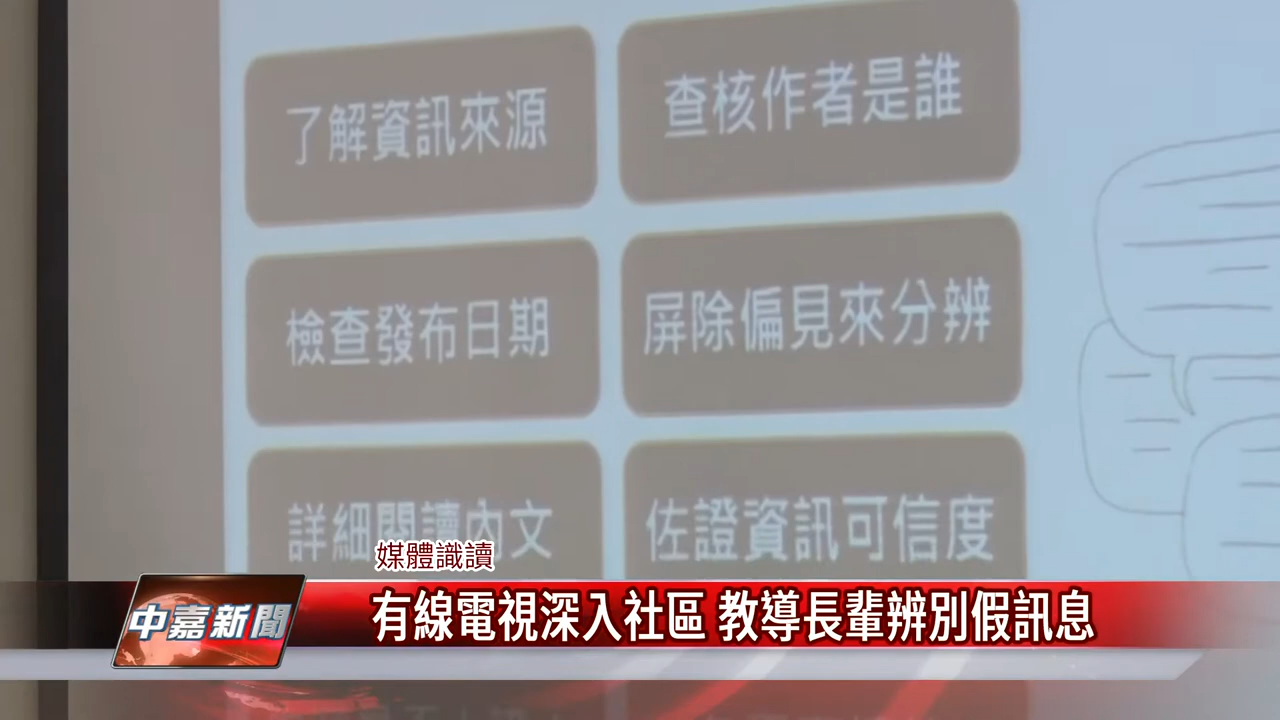 了解資訊來源
查核作者是誰
檢查發布日期
屏除偏見來分辨
詳細閱讀內文
佐證資訊可信度
媒體識讀
中嘉新聞
有線電視深入社區 教導長輩辨別假訊息